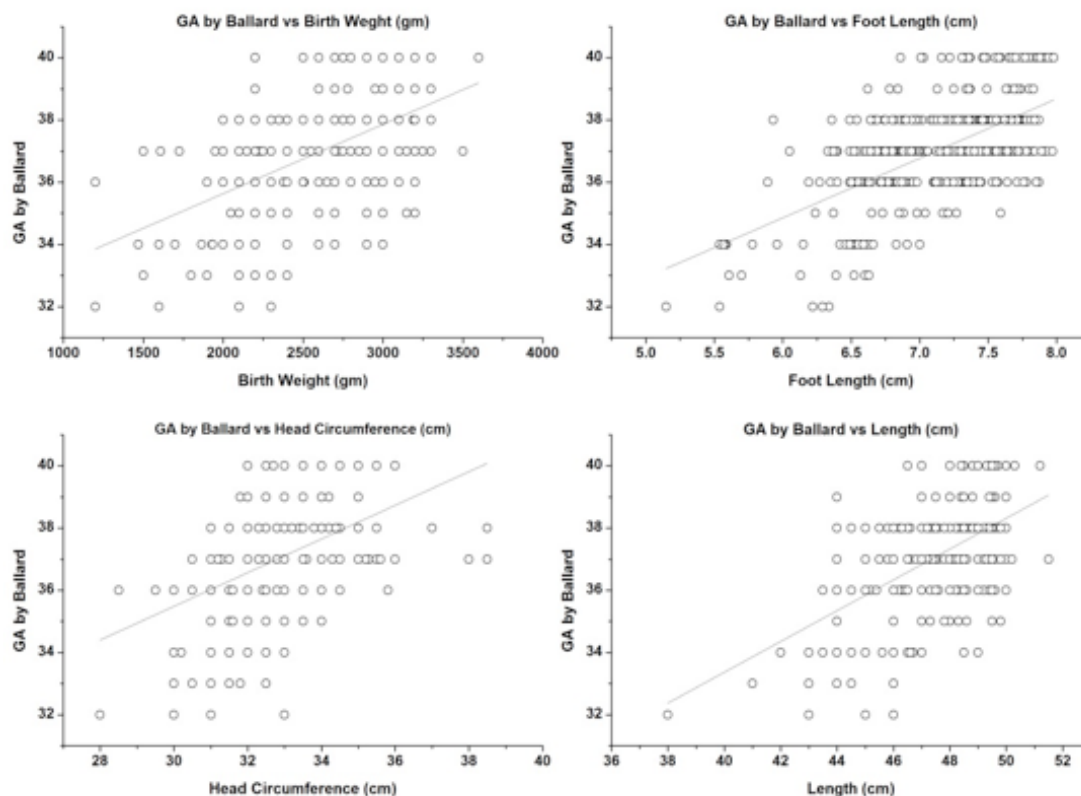 GA by Ballard vs Birth Weight (gm)
40
38
36
34
32
GA by Ballard
1000 1500 2000 2500 3000 3500 4000
Birth Weight (gm)
GA by Ballard vs Foot Length (cm)
40
38
36
34
32
GA by Ballard
5.0 5.5 6.0 6.5 7.0 7.5 8.0
Foot Length (cm)
GA by Ballard vs Head Circumference (cm)
40
38
36
34
32
GA by Ballard
28 30 32 34 36 38 40
Head Circumference (cm)
GA by Ballard vs Length (cm)
40
38
36
34
32
GA by Ballard
36 38 40 42 44 46 48 50 52
Length (cm)